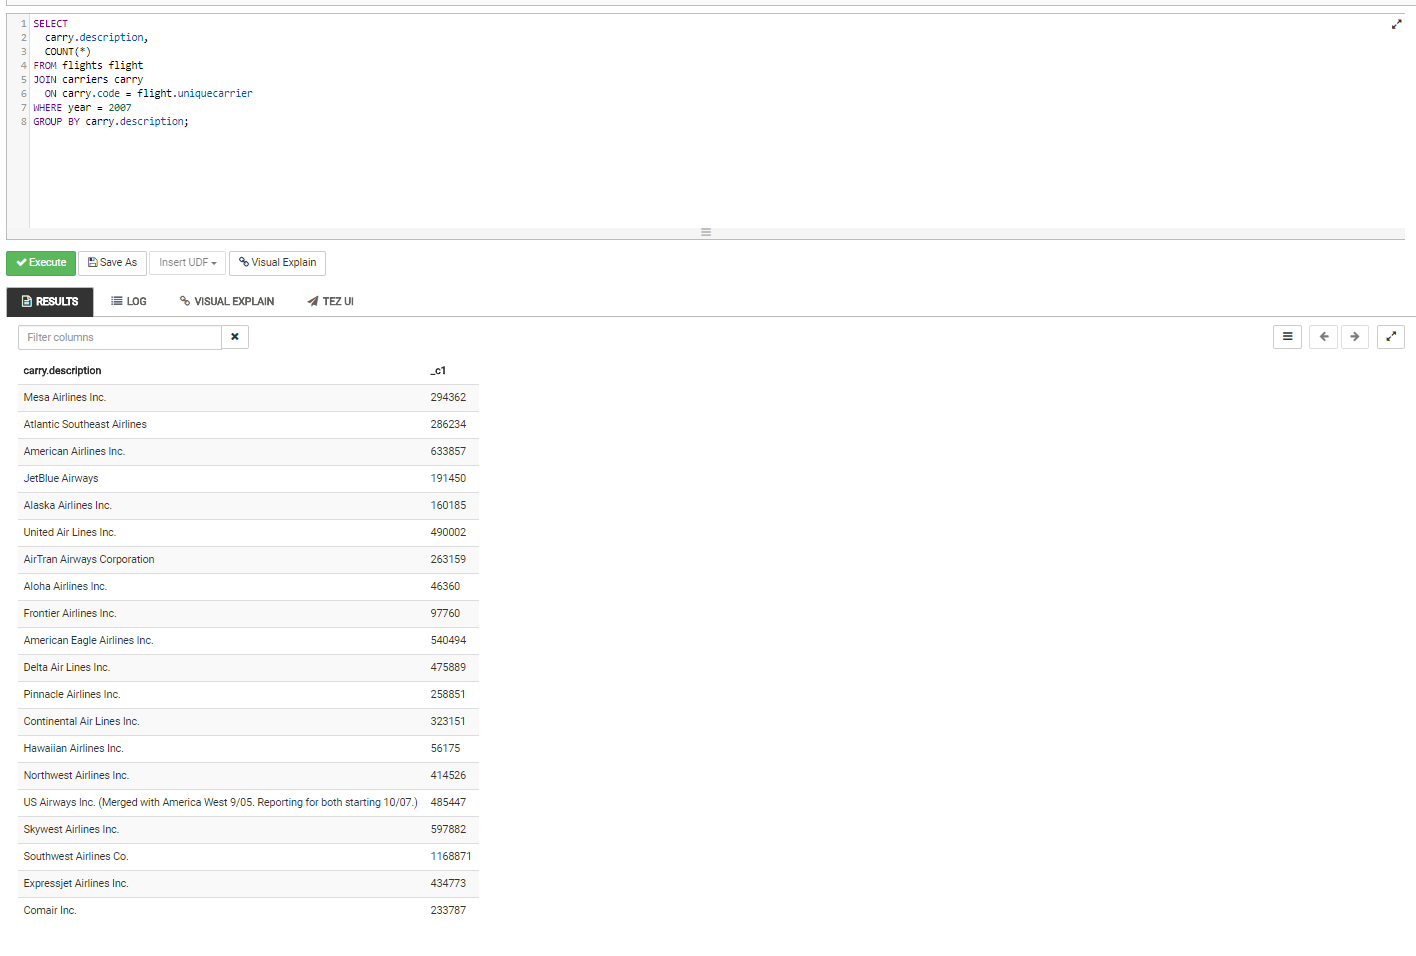 1 SELECT
2 carry.description,
3 COUNT(*)
4 FROM flights flight
5 JOIN carriers carry
6 ON carry.code = flight.uniquecarrier
7 WHERE year = 2007
8 GROUP BY carry.description;
Execute Save As Insert UDF Visual Explain
RESULTS LOG VISUAL EXPLAIN TEZ UI
Filter columns
carry.description _c1
Mesa Airlines Inc. 294362
Atlantic Southeast Airlines 286234
American Airlines Inc. 633857
JetBlue Airways 191450
Alaska Airlines Inc. 160185
United Air Lines Inc. 490002
AirTran Airways Corporation 263159
Aloha Airlines Inc. 46360
Frontier Airlines Inc. 97760
American Eagle Airlines Inc. 540494
Delta Air Lines Inc. 475889
Pinnacle Airlines Inc. 258851
Continental Air Lines Inc. 323151
Hawaiian Airlines Inc. 56175
Northwest Airlines Inc. 414526
US Airways Inc. (Merged with America West 9/05. Reporting for both starting 10/07.) 485447
Skywest Airlines Inc. 597882
Southwest Airlines Co. 1168871
Expressjet Airlines Inc. 434773
Comair Inc. 233787